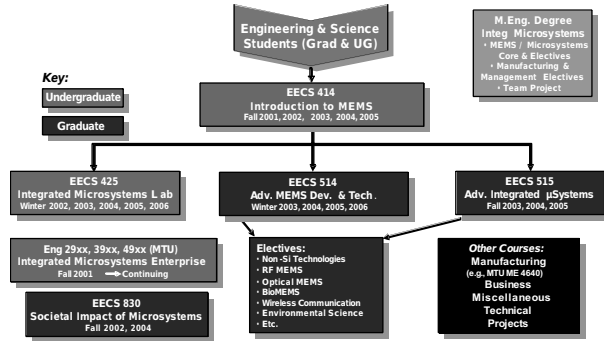 Engineering & Science
Students (Grad & UG)
M.Eng. Degree
Integ Microsystems
• MEMS / Microsystems
Core & Electives
• Manufacturing &
Management Electives
• Team Project
Key:
Undergraduate
Graduate
EECS 414
Introduction to MEMS
Fall 2001, 2002, 2003, 2004, 2005
EECS 425
Integrated Microsystems L ab
Winter 2002, 2003, 2004, 2005, 2006
EECS 514
Adv. MEMS Dev. & Tech.
Winter 2003, 2004, 2005, 2006
EECS 515
Adv. Integrated µSystems
Fall 2003, 2004, 2005
Eng 29xx, 39xx, 49xx (MTU)
Integrated Microsystems Enterprise
Fall 2001 → Continuing
EECS 830
Societal Impact of Microsystems
Fall 2002, 2004
Electives:
• Non -Si Technologies
• RF MEMS
• Optical MEMS
• BioMEMS
• Wireless Communication
• Environmental Science
• Etc.
Other Courses:
Manufacturing
(e.g., MTU ME 4640)
Business
Miscellaneous
Technical
Projects